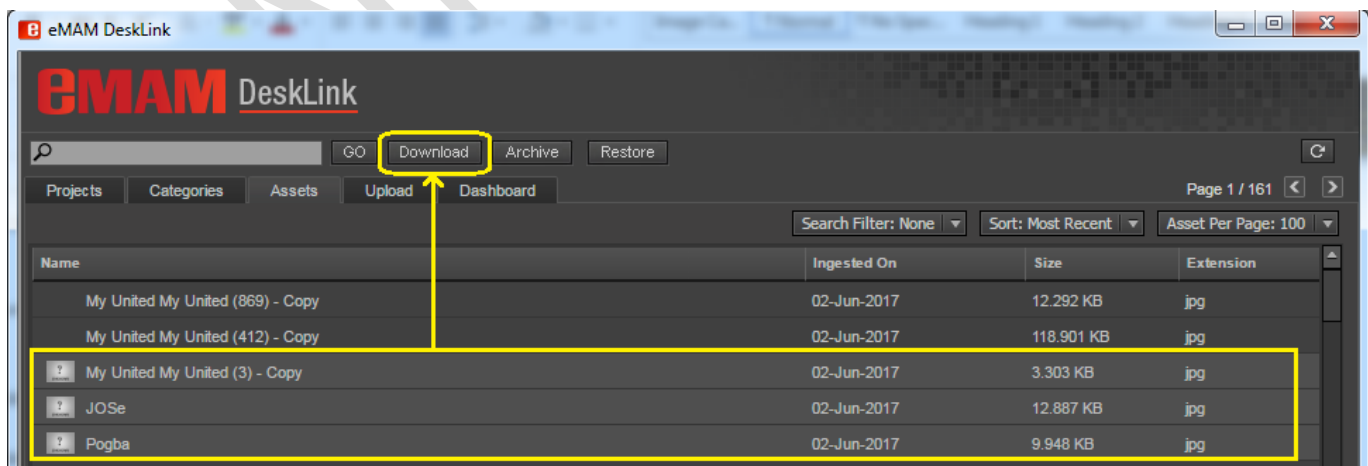 eMAM DeskLink
eMAM DeskLink
GO Download Archive Restore
Projects Categories Assets Upload Dashboard Page 1 / 161
Search Filter: None Sort: Most Recent Asset Per Page: 100
Name Ingested On Size Extension
My United My United (869) - Copy 02-Jun-2017 12.292 KB jpg
My United My United (412) - Copy 02-Jun-2017 118.901 KB jpg
My United My United (3) - Copy 02-Jun-2017 3.303 KB jpg
JOSe 02-Jun-2017 12.887 KB jpg
Pogba 02-Jun-2017 9.948 KB jpg